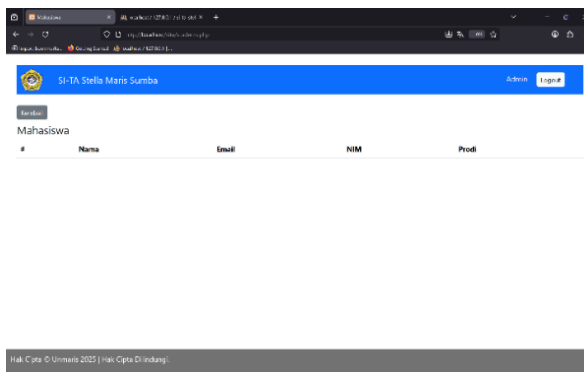 Mahasiswa
SI-TA Stella Maris Sumba
Admin
Logout
Kembali
Mahasiswa
# Nama Email NIM Prodi
Hak Cipta © Unmaris 2025 | Hak Cipta Dilindungi.